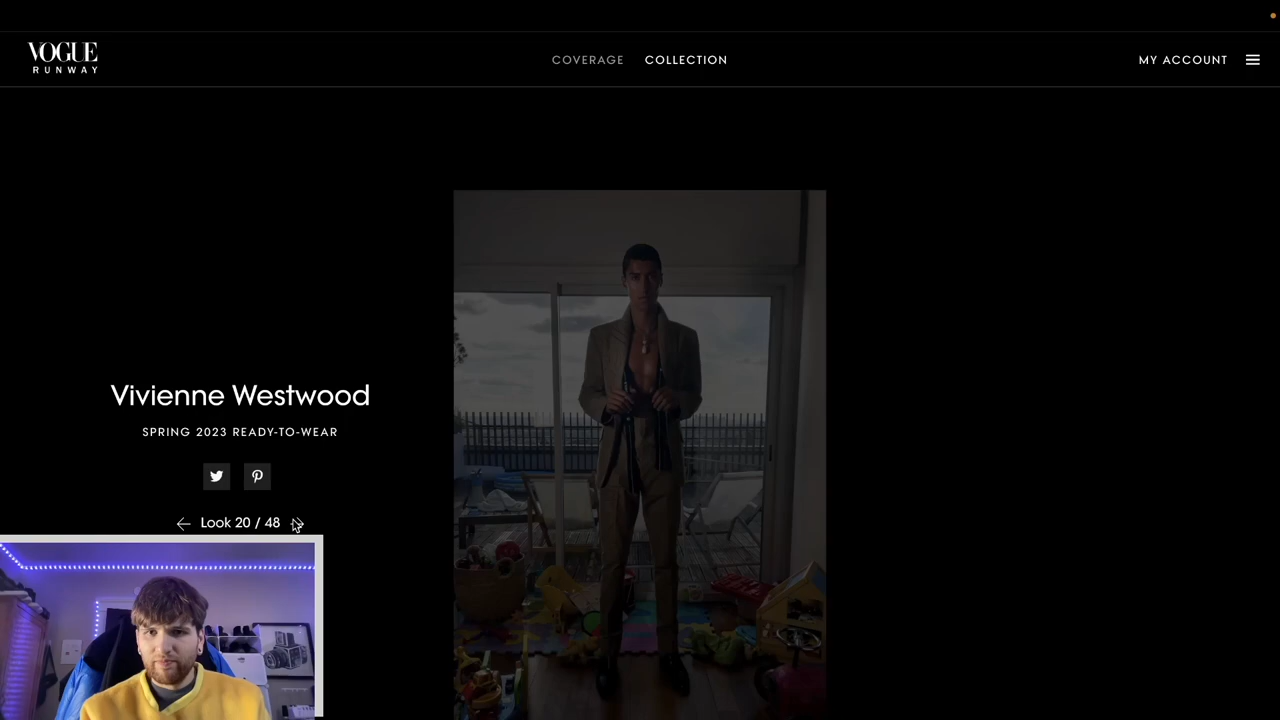 VOGUE
RUNWAY
COVERAGE COLLECTION
MY ACCOUNT
Vivienne Westwood
SPRING 2023 READY-TO-WEAR
Look 20 / 48